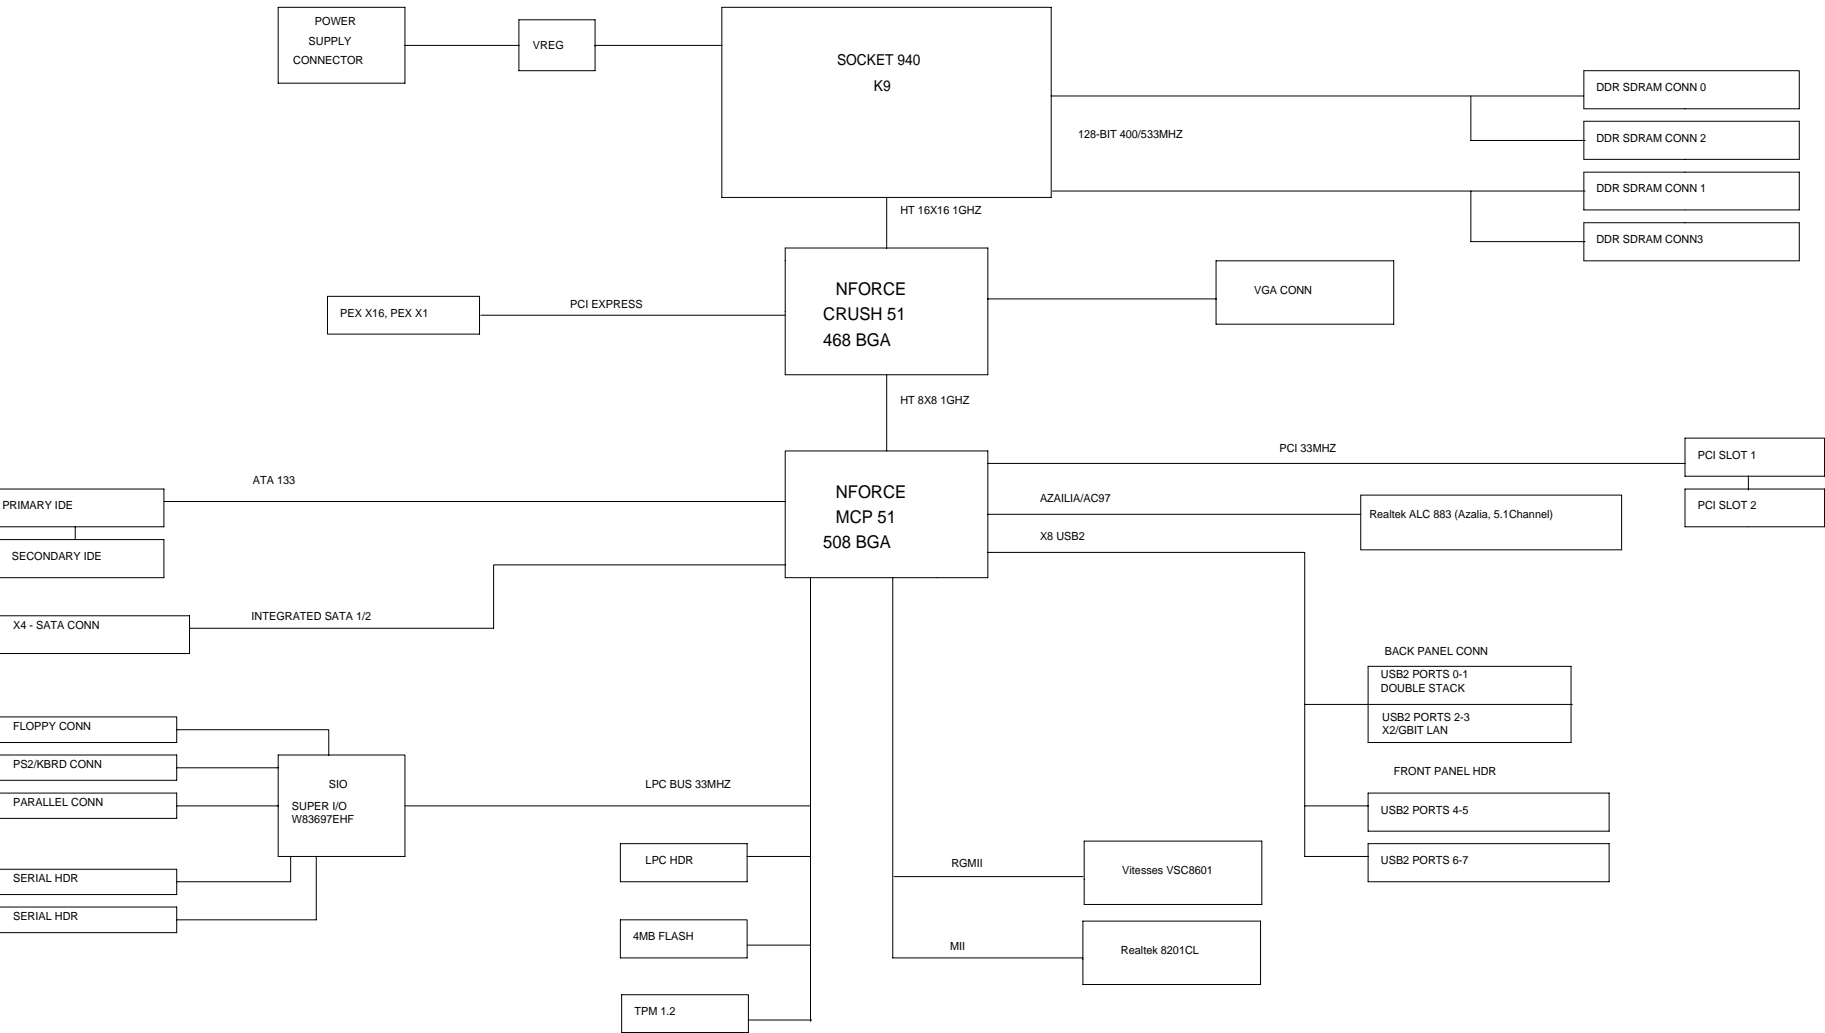 POWER
SUPPLY
CONNECTOR
VREG
SOCKET 940
K9
DDR SDRAM CONN 0
128-BIT 400/533MHZ
DDR SDRAM CONN 2
DDR SDRAM CONN 1
DDR SDRAM CONN3
HT 16X16 1GHZ
NFORCE
CRUSH 51
468 BGA
PCI EXPRESS
PEX X16, PEX X1
VGA CONN
HT 8X8 1GHZ
PCI 33MHZ
PCI SLOT 1
PCI SLOT 2
ATA 133
PRIMARY IDE
SECONDARY IDE
NFORCE
MCP 51
508 BGA
AZAILIA/AC97
Realtek ALC 883 (Azalia, 5.1Channel)
X8 USB2
X4 - SATA CONN
INTEGRATED SATA 1/2
BACK PANEL CONN
USB2 PORTS 0-1
DOUBLE STACK
USB2 PORTS 2-3
X2/GBIT LAN
FRONT PANEL HDR
USB2 PORTS 4-5
USB2 PORTS 6-7
FLOPPY CONN
PS2/KBRD CONN
PARALLEL CONN
SERIAL HDR
SERIAL HDR
SIO
SUPER I/O
W83697EHF
LPC BUS 33MHZ
LPC HDR
4MB FLASH
TPM 1.2
RGMII
Vitesses VSC8601
MII
Realtek 8201CL